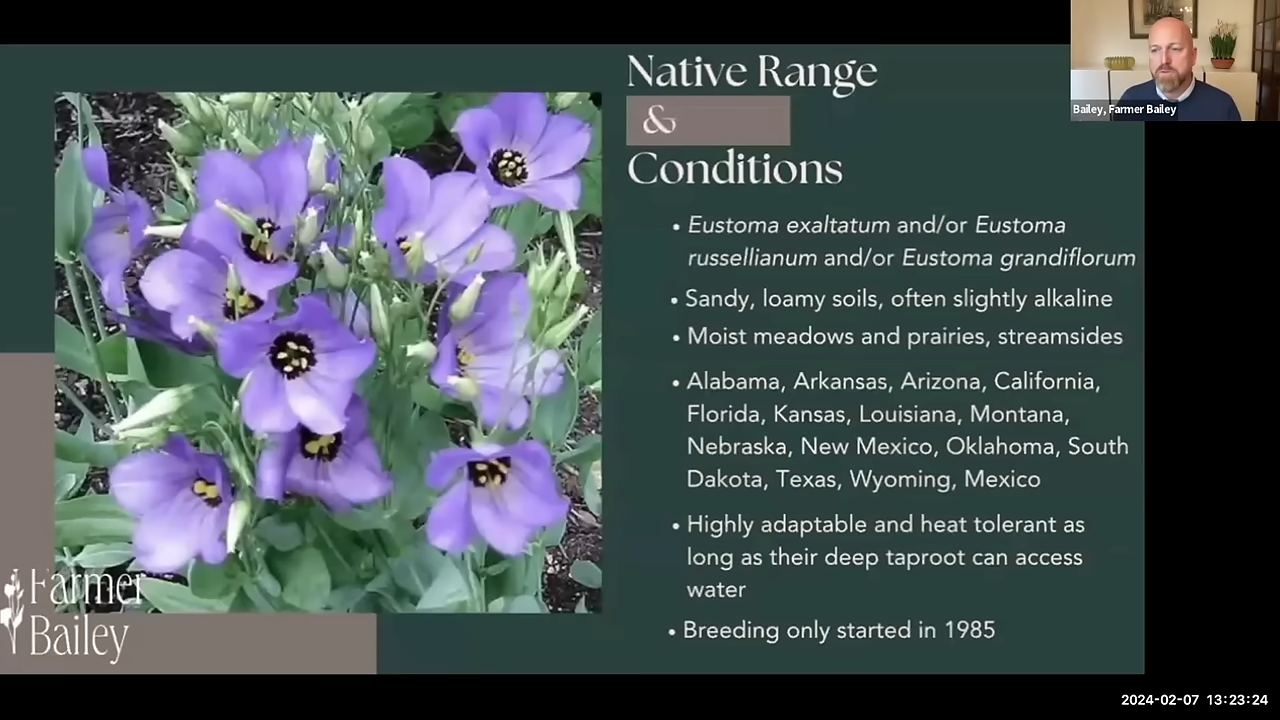 Bailey, Farmer Bailey
Native Range
&
Conditions
• Eustoma exaltatum and/or Eustoma
russellianum and/or Eustoma grandiflorum
• Sandy, loamy soils, often slightly alkaline
• Moist meadows and prairies, streamsides
• Alabama, Arkansas, Arizona, California,
Florida, Kansas, Louisiana, Montana,
Nebraska, New Mexico, Oklahoma, South
Dakota, Texas, Wyoming, Mexico
• Highly adaptable and heat tolerant as
long as their deep taproot can access
water
• Breeding only started in 1985
Farmer
Bailey
2024-02-07 13:23:24